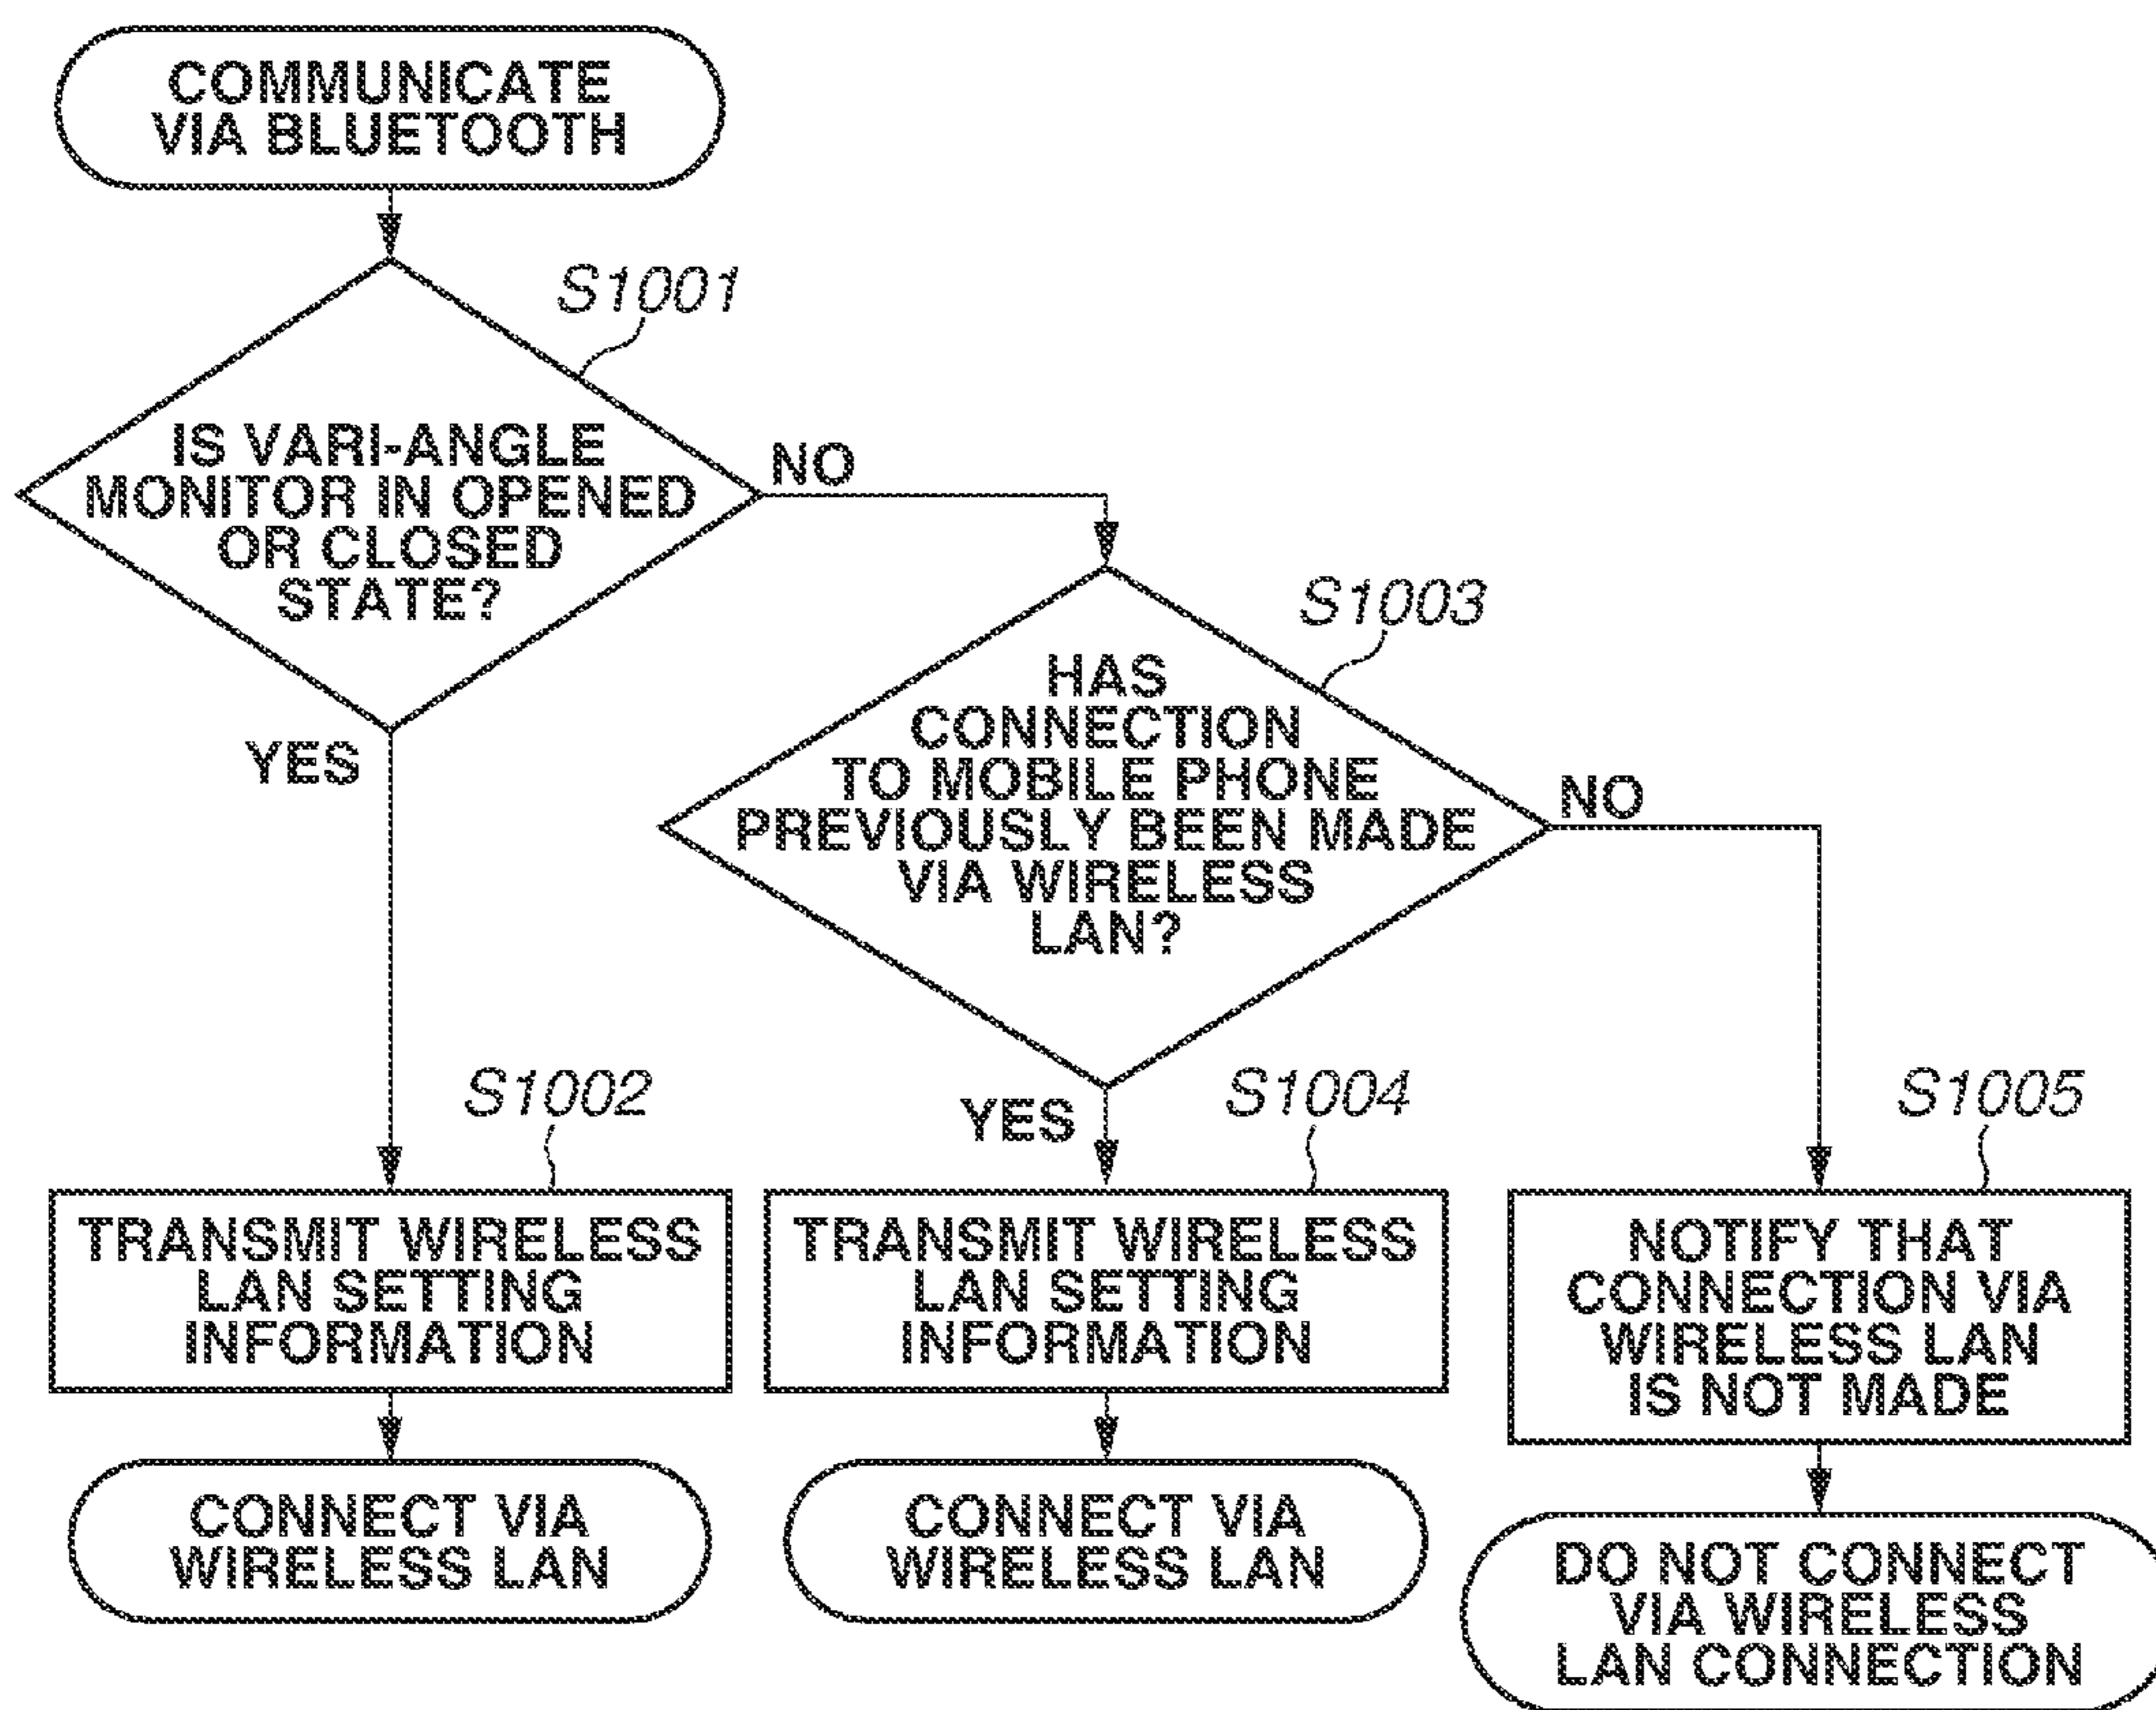 COMMUNICATE
VIA BLUETOOTH
S1001
IS VARI-ANGLE
MONITOR IN OPENED
OR CLOSED
STATE?
NO
YES
S1003
HAS
CONNECTION
TO MOBILE PHONE
PREVIOUSLY BEEN MADE
VIA WIRELESS
LAN?
NO
YES
S1002
TRANSMIT WIRELESS
LAN SETTING
INFORMATION
S1004
TRANSMIT WIRELESS
LAN SETTING
INFORMATION
S1005
NOTIFY THAT
CONNECTION VIA
WIRELESS LAN
IS NOT MADE
CONNECT VIA
WIRELESS LAN
CONNECT VIA
WIRELESS LAN
DO NOT CONNECT
VIA WIRELESS
LAN CONNECTION